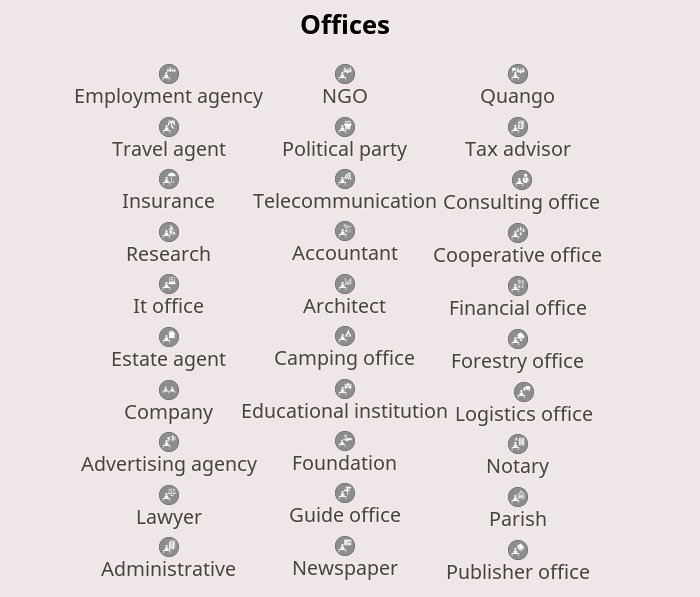 Offices
Employment agency NGO Quango
Travel agent Political party Tax advisor
Insurance Telecommunication Consulting office
Research Accountant Cooperative office
It office Architect Financial office
Estate agent Camping office Forestry office
Company Educational institution Logistics office
Advertising agency Foundation Notary
Lawyer Guide office Parish
Administrative Newspaper Publisher office